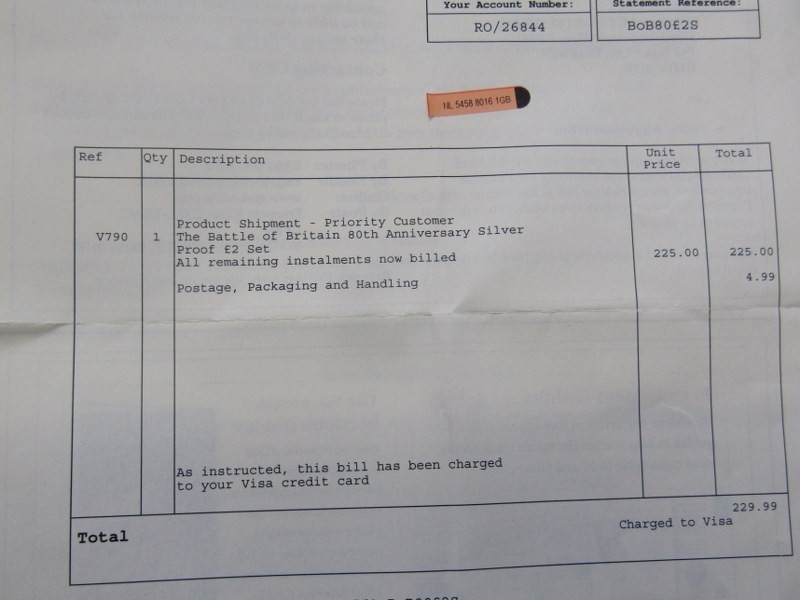 Your Account Number:
Statement Reference:
RO/26844
BoB80£2S
NL 5458 8016 1GB
Ref Qty Description Unit Price Total
Product Shipment - Priority Customer
V790 1 The Battle of Britain 80th Anniversary Silver
Proof £2 Set 225.00 225.00
All remaining instalments now billed
4.99
Postage, Packaging and Handling
As instructed, this bill has been charged
to your Visa credit card
229.99
Charged to Visa
Total